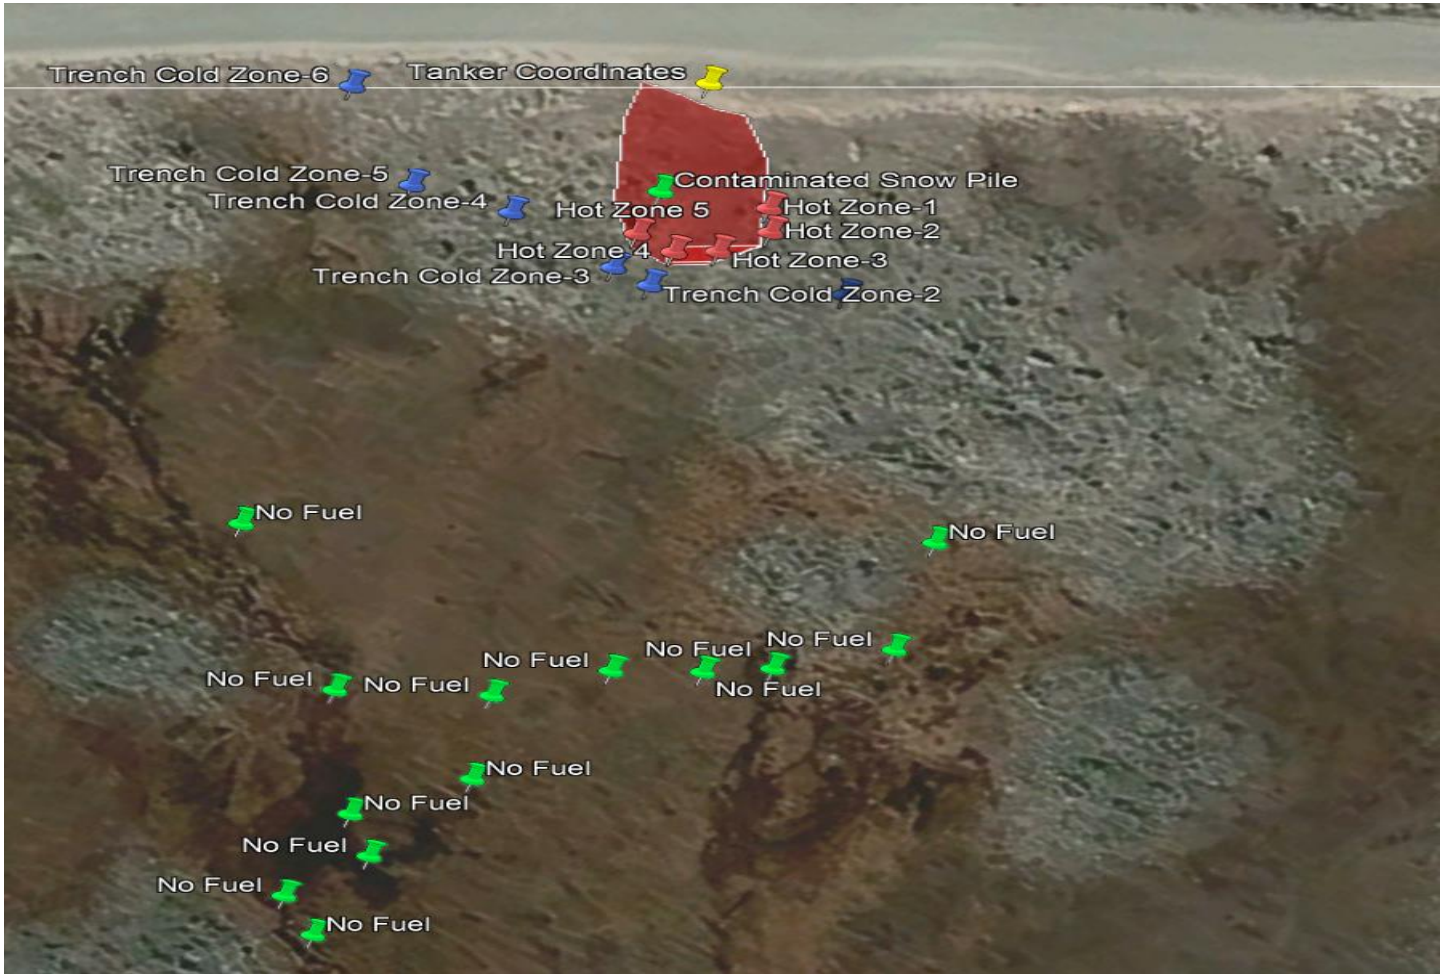 Trench Cold Zone-6
Tanker Coordinates
Trench Cold Zone-5
Contaminated Snow Pile
Trench Cold Zone-4
Hot Zone 5
Hot Zone-1
Hot Zone-2
Hot Zone 4
Hot Zone-3
Trench Cold Zone-3
Trench Cold Zone-2
No Fuel
No Fuel
No Fuel
No Fuel
No Fuel
No Fuel
No Fuel
No Fuel
No Fuel
No Fuel
No Fuel
No Fuel
No Fuel